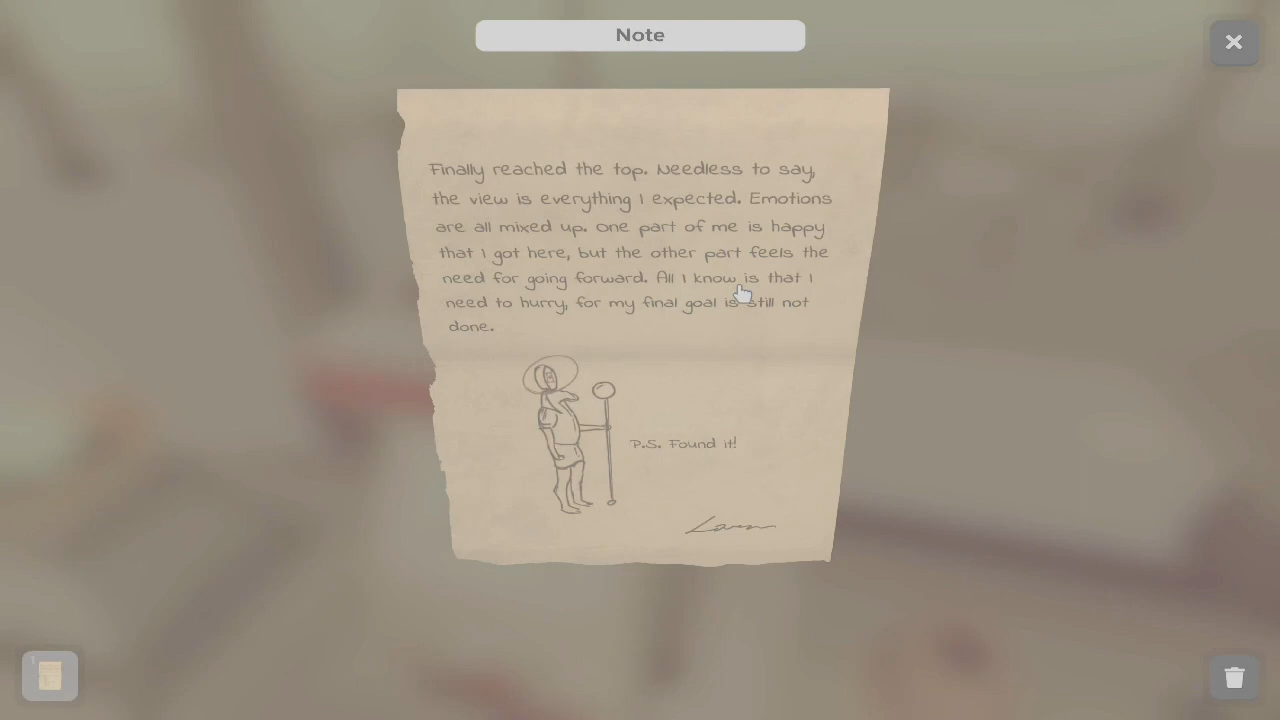 Note
Finally reached the top. Needless to say,
the view is everything I expected. Emotions
are all mixed up. One part of me is happy
that I got here, but the other part feels the
need for going forward. All I know is that I
need to hurry, for my final goal is still not
done.
P.S. Found it!